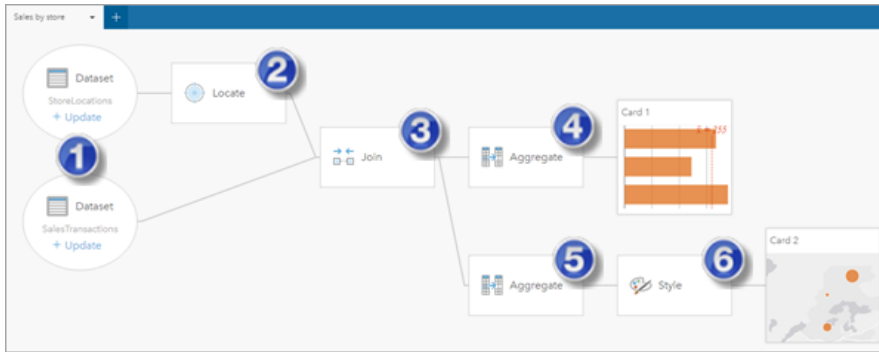 Sales by store
+
Dataset
StoreLocations
+ Update
1
Dataset
SalesTransactions
+ Update
Locate
2
Join
3
Aggregate
4
Card 1
Aggregate
5
Style
6
Card 2